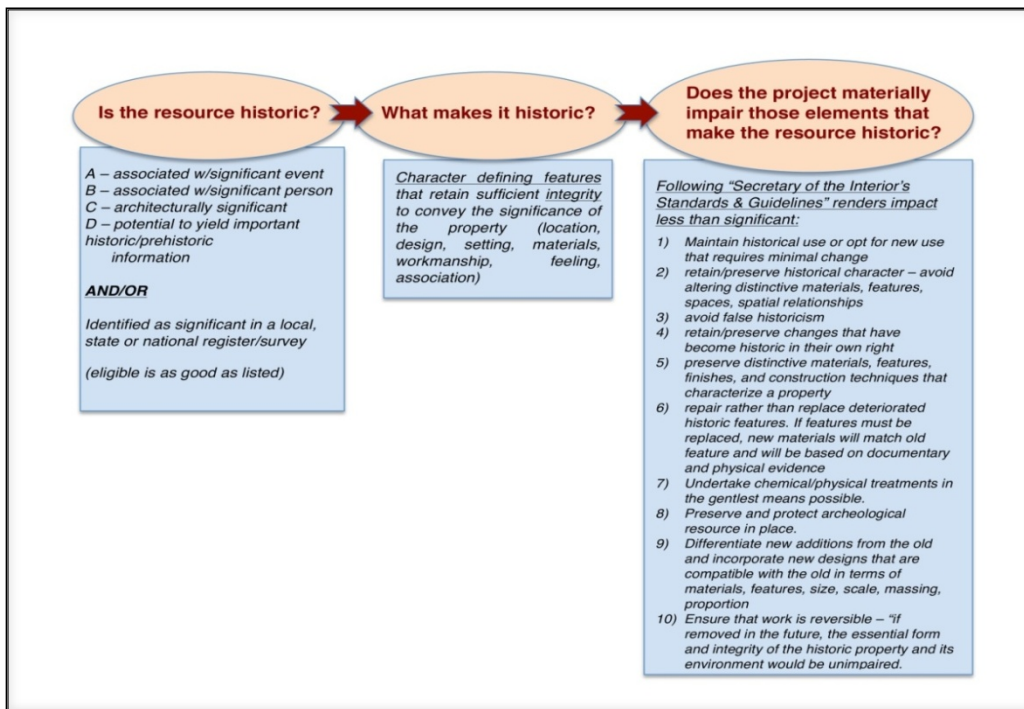 Is the resource historic?
A – associated w/significant event
B – associated w/significant person
C – architecturally significant
D – potential to yield important
historic/prehistoric
information
AND/OR
Identified as significant in a local,
state or national register/survey
(eligible is as good as listed)
What makes it historic?
Character defining features
that retain sufficient integrity
to convey the significance of
the property (location,
design, setting, materials,
workmanship, feeling,
association)
Does the project materially
impair those elements that
make the resource historic?
Following “Secretary of the Interior’s
Standards & Guidelines” renders impact
less than significant:
1) Maintain historical use or opt for new use
that requires minimal change
2) retain/preserve historical character – avoid
altering distinctive materials, features,
spaces, spatial relationships
3) avoid false historicism
4) retain/preserve changes that have
become historic in their own right
5) preserve distinctive materials, features,
finishes, and construction techniques that
characterize a property
6) repair rather than replace deteriorated
historic features. If features must be
replaced, new materials will match old
feature and will be based on documentary
and physical evidence
7) Undertake chemical/physical treatments in
the gentlest means possible.
8) Preserve and protect archeological
resource in place.
9) Differentiate new additions from the old
and incorporate new designs that are
compatible with the old in terms of
materials, features, size, scale, massing,
proportion
10) Ensure that work is reversible – “if
removed in the future, the essential form
and integrity of the historic property and its
environment would be unimpaired.